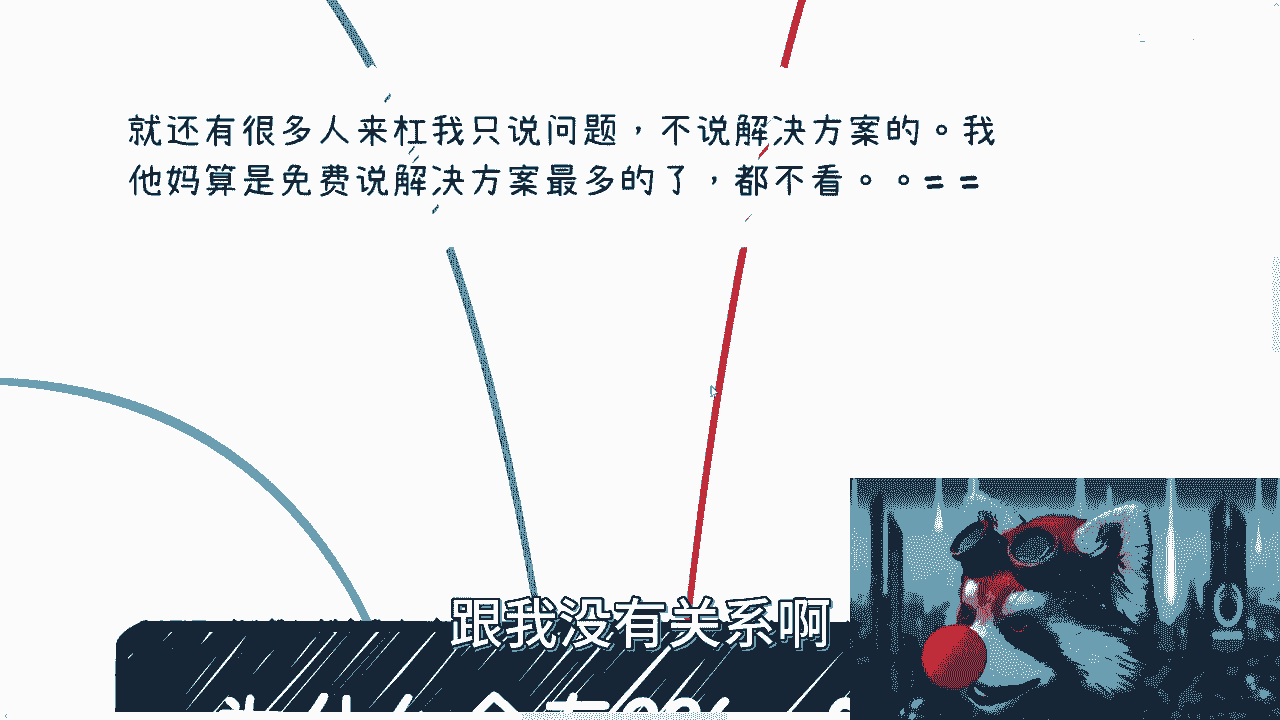 就还有很多人来杠我只说问题，不说解决方案的。我
他妈算是免费说解决方案最多的了，都不看。。= =
跟我没有关系啊